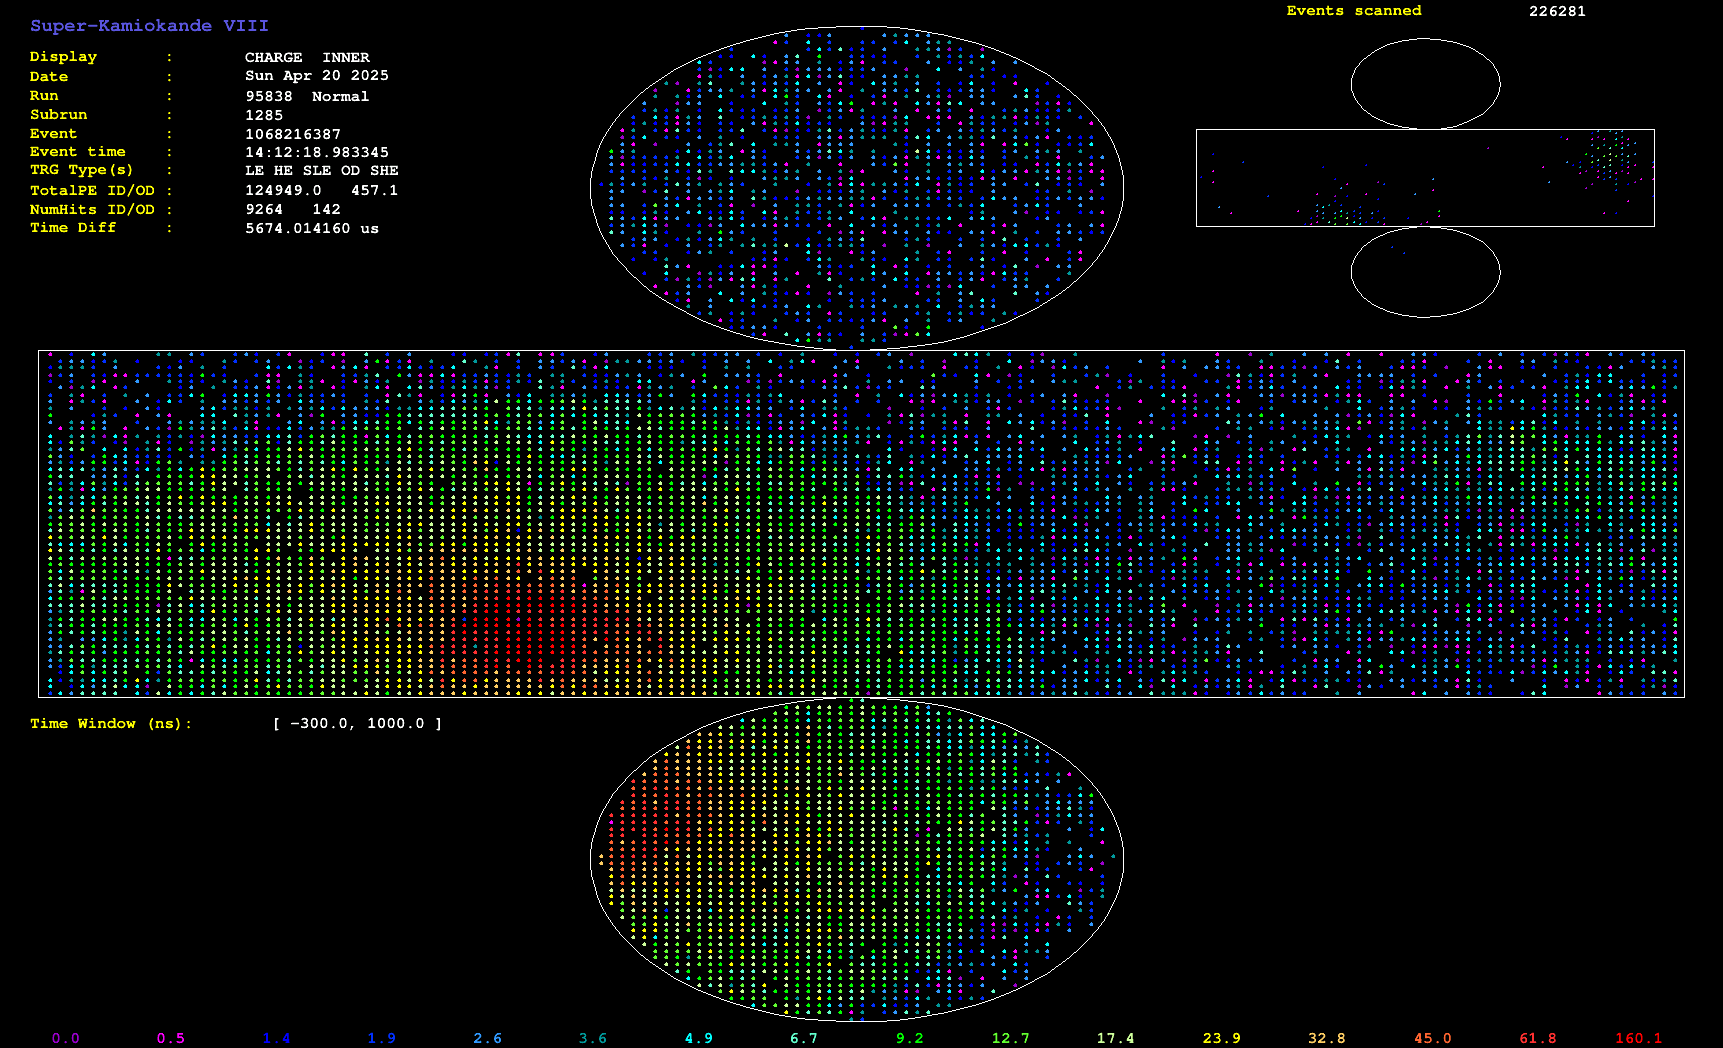 Super-Kamiokande VIII
Events scanned 226281
Display : CHARGE INNER
Date : Sun Apr 20 2025
Run : 95838 Normal
Subrun : 1285
Event : 1068216387
Event time : 14:12:18.983345
TRG Type(s) : LE HE SLE OD SHE
TotalPE ID/OD : 124949.0 457.1
NumHits ID/OD : 9264 142
Time Diff : 5674.014160 us
Time Window (ns): [ -300.0, 1000.0 ]
0.0 0.5 1.4 1.9 2.6 3.6 4.9 6.7 9.2 12.7 17.4 23.9 32.8 45.0 61.8 160.1